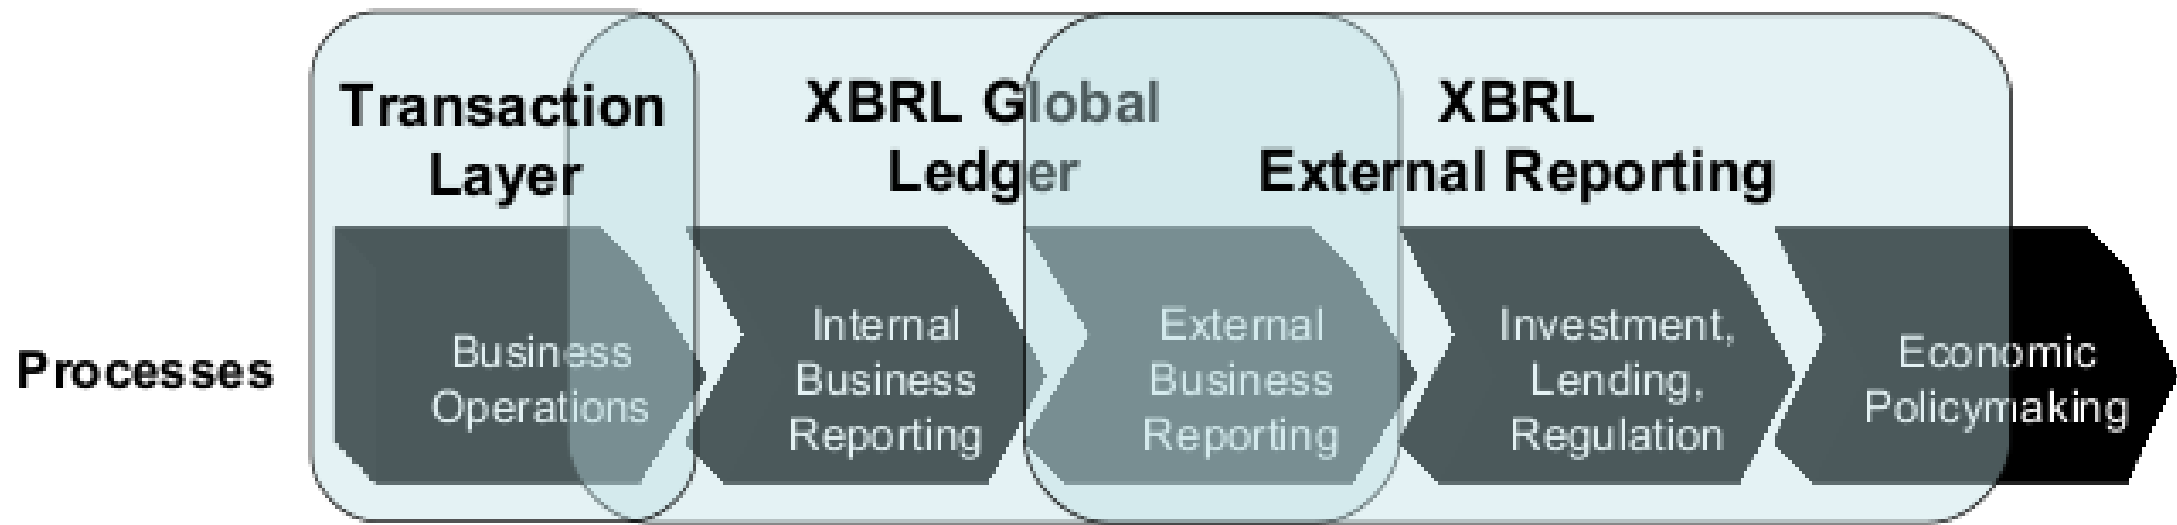 Transaction
Layer
XBRL Global
Ledger
XBRL
External Reporting
Processes
Business
Operations
Internal
Business
Reporting
External
Business
Reporting
Investment,
Lending,
Regulation
Economic
Policymaking